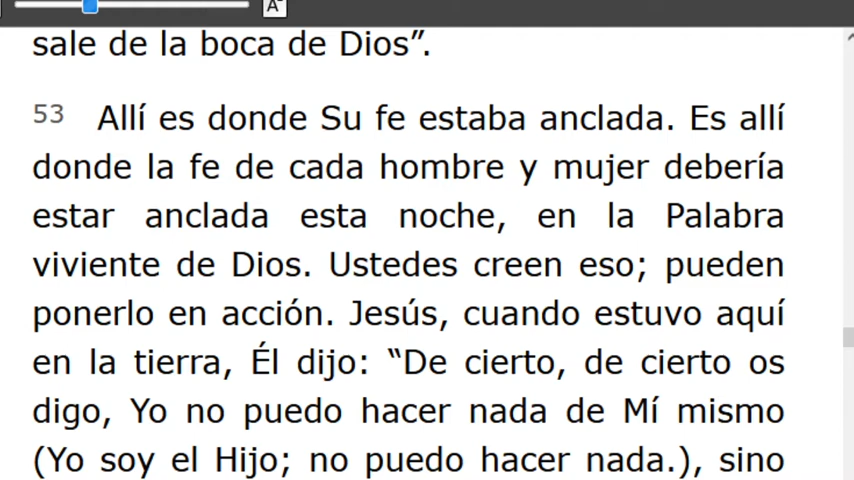 A
sale de la boca de Dios”.
53 Allí es donde Su fe estaba anclada. Es allí
donde la fe de cada hombre y mujer debería
estar anclada esta noche, en la Palabra
viviente de Dios. Ustedes creen eso; pueden
ponerlo en acción. Jesús, cuando estuvo aquí
en la tierra, Él dijo: “De cierto, de cierto os
digo, Yo no puedo hacer nada de Mí mismo
(Yo soy el Hijo; no puedo hacer nada.), sino